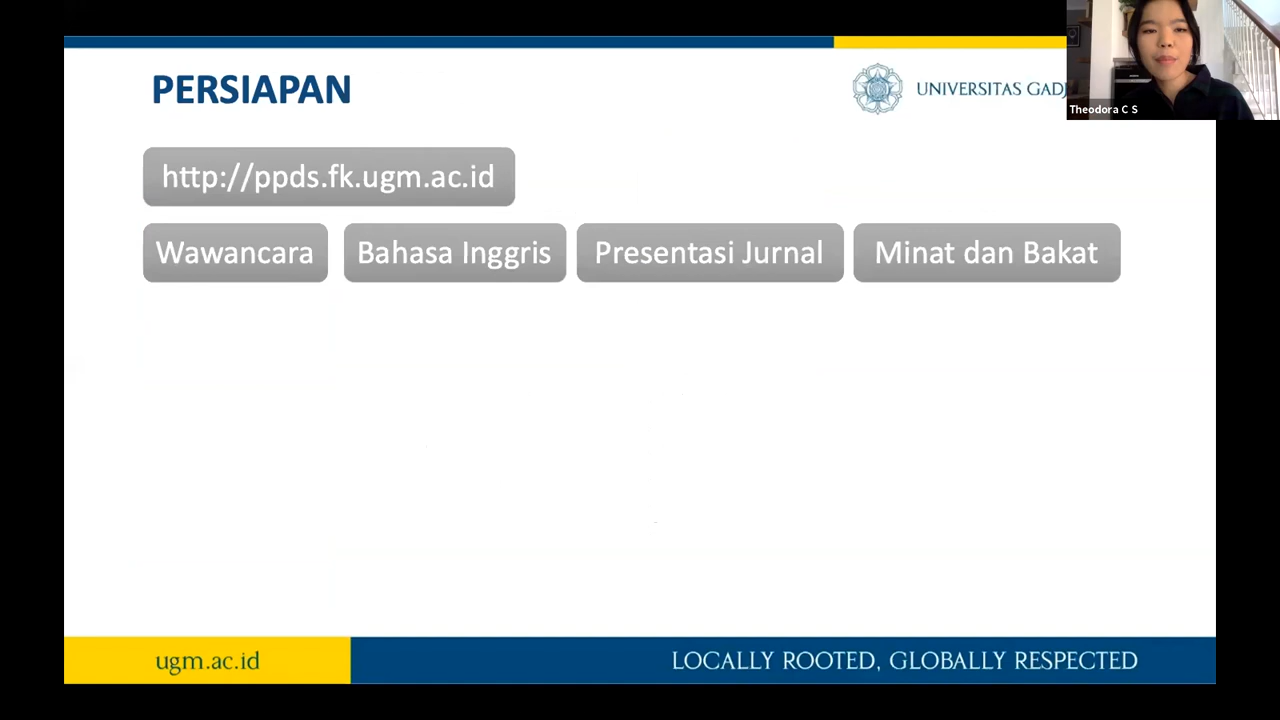 PERSIAPAN
UNIVERSITAS
Theodora C S
http://ppds.fk.ugm.ac.id
Wawancara
Bahasa Inggris
Presentasi Jurnal
Minat dan Bakat
ugm.ac.id
LOCALLY ROOTED, GLOBALLY RESPECTED